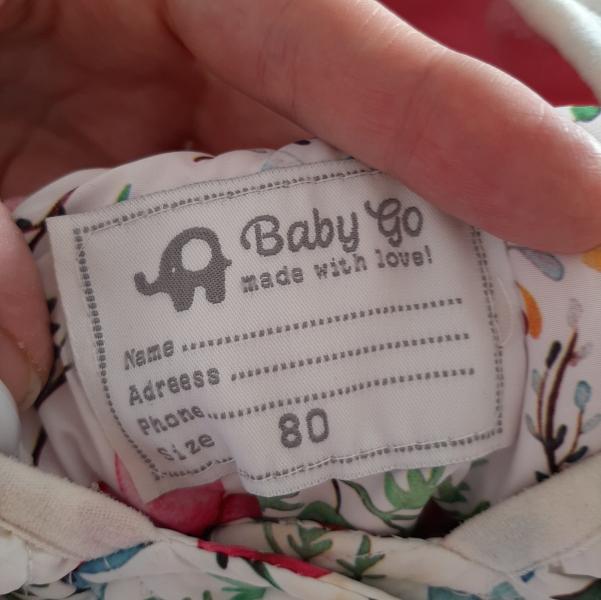 Baby Go
made with love!
Name
Adreess
Phone
Size 80